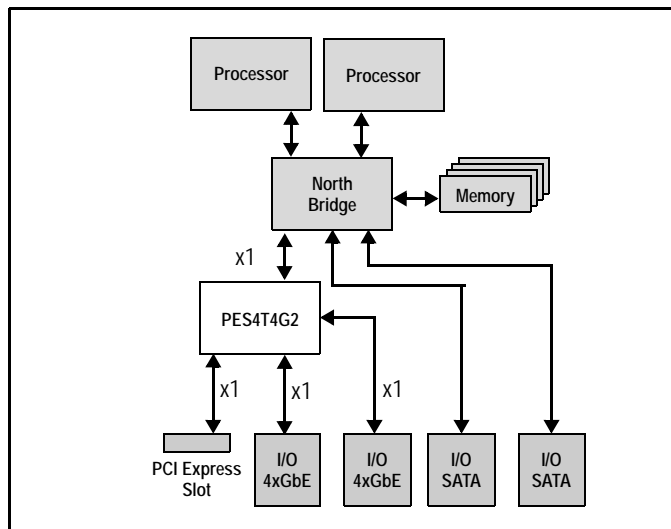 Processor
Processor
North
Bridge
Memory
x1
PES4T4G2
x1
x1
x1
PCI Express
Slot
I/O
4xGbE
I/O
4xGbE
I/O
SATA
I/O
SATA